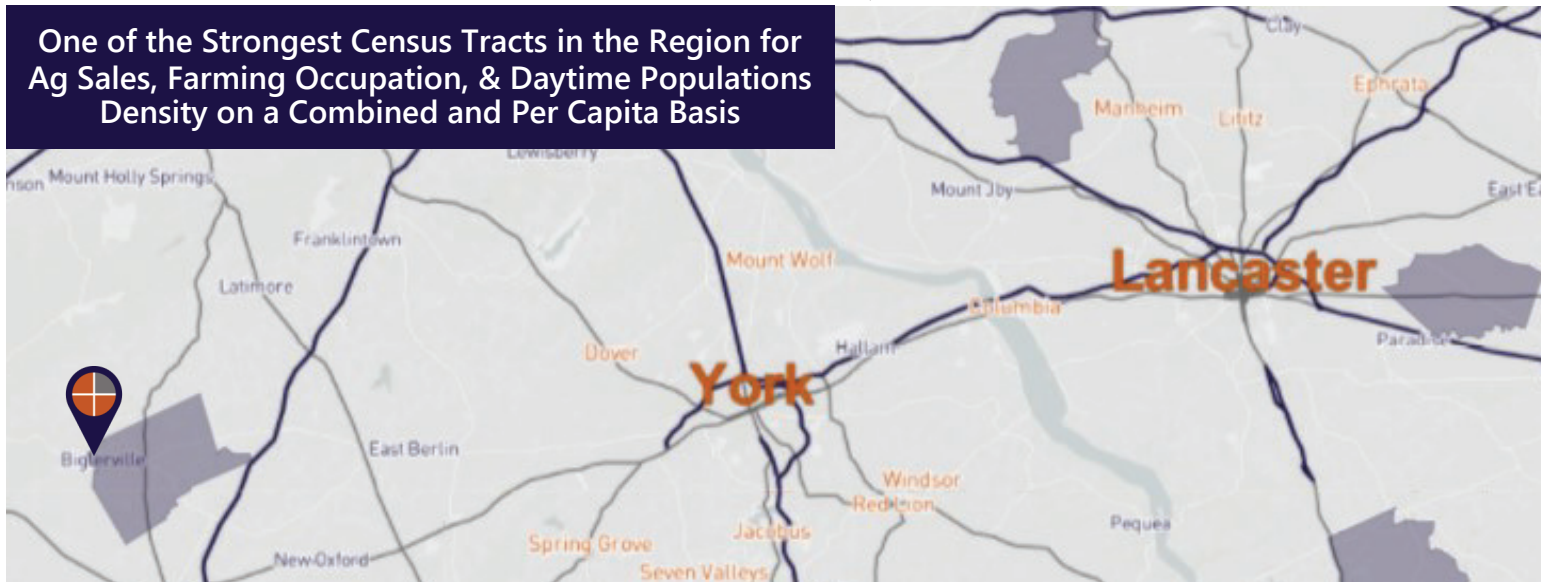 One of the Strongest Census Tracts in the Region for
Ag Sales, Farming Occupation, & Daytime Populations
Density on a Combined and Per Capita Basis
Clay
Ephrata
Manheim
Lititz
Lewisberry
Mount Holly Springs
Mount Joy
Franklintown
Mount Wolf
Lancaster
Latimore
Columbia
Paradise
Hallam
Dover
York
East Berlin
Biglerville
Windsor
Red Lion
Pequea
Jacobus
Spring Grove
New Oxford
Seven Valleys